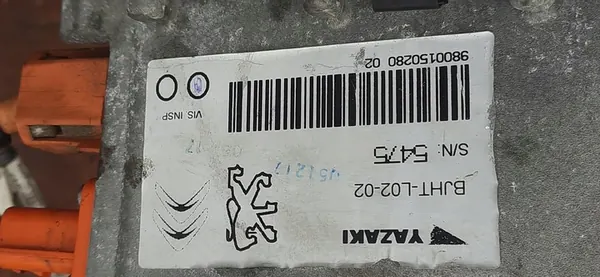 YAZAKI
BJHT-L02-02
S/N: 5475
VIS INSP
9800150280 02